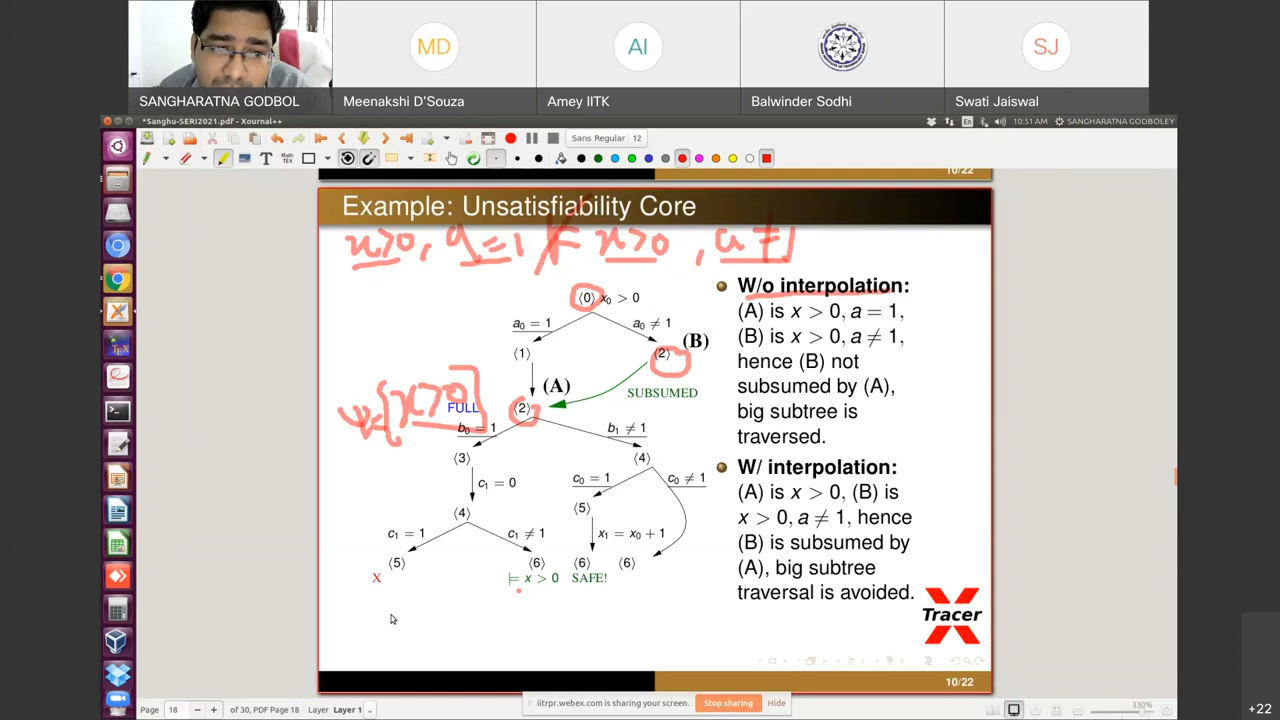 MD
AI
SJ
SANGHARATNA GODBOL
Meenakshi D'Souza
Amey IITK
Balwinder Sodhi
Swati Jaiswal
*Sanghu-SERI2021.pdf - Xournal++
En
10:51 AM
SANGHARATNA GODBOLEY
Sans Regular 12
10/22
Example: Unsatisfiability Core
x>0, a=1 ⊭ x>0, a≠1
⟨0⟩ x₀ > 0
a₀ = 1
a₀ ≠ 1
⟨1⟩
⟨2⟩
(B)
SUBSUMED
(A)
x>0
FULL
⟨2⟩
b₀ = 1
b₁ ≠ 1
⟨3⟩
⟨4⟩
c₁ = 0
c₀ = 1
c₀ ≠ 1
⟨4⟩
⟨5⟩
c₁ = 1
c₁ ≠ 1
x₁ = x₀ + 1
⟨5⟩
⟨6⟩
⟨6⟩
⟨6⟩
X
⊨ x > 0
SAFE!
W/o interpolation:
(A) is x > 0, a = 1,
(B) is x > 0, a ≠ 1,
hence (B) not
subsumed by (A),
big subtree is
traversed.
W/ interpolation:
(A) is x > 0, (B) is
x > 0, a ≠ 1, hence
(B) is subsumed by
(A), big subtree
traversal is avoided.
Tracer
X
10/22
iitrpr.webex.com is sharing your screen.
Stop sharing
Hide
Page 18 of 30, PDF Page 18 Layer Layer 1
330%
+22